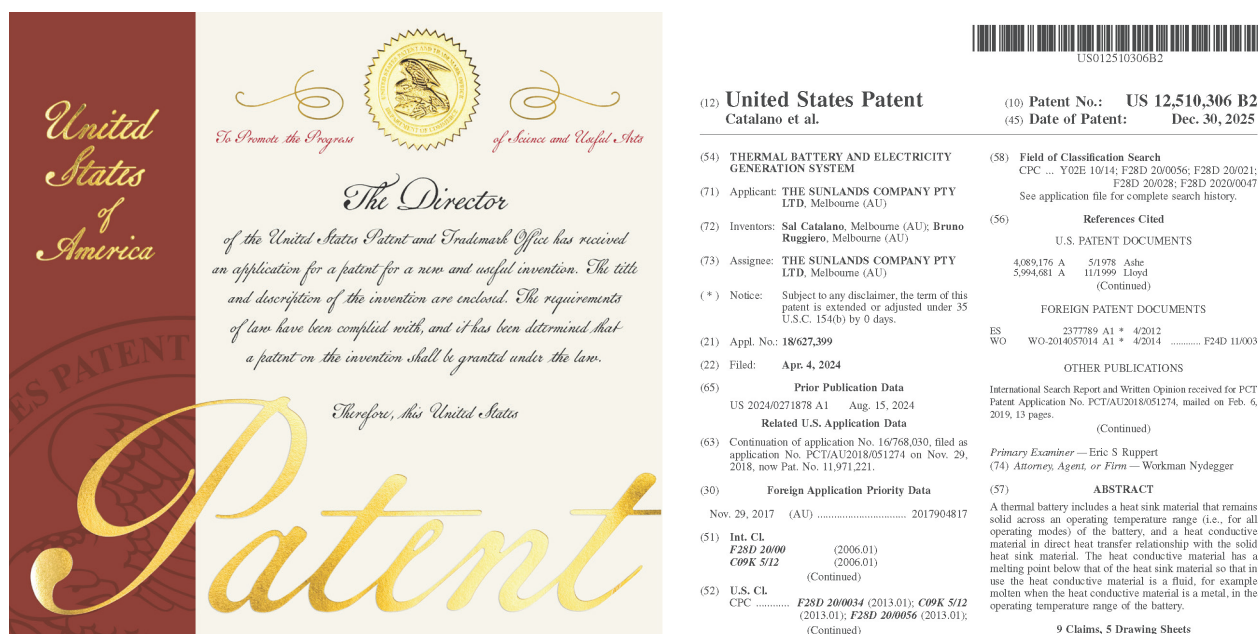 United
States
of
America
ES PATENT
To Promote the Progress
of Science and Useful Arts
The Director
of the United States Patent and Trademark Office has received
an application for a patent for a new and useful invention. The title
and description of the invention are enclosed. The requirements
of law have been complied with, and it has been determined that
a patent on the invention shall be granted under the law.
Therefore, this United States
Patent
US012510306B2
(12) United States Patent
Catalano et al.
(10) Patent No.: US 12,510,306 B2
(45) Date of Patent: Dec. 30, 2025
(54) THERMAL BATTERY AND ELECTRICITY
GENERATION SYSTEM
(71) Applicant: THE SUNLANDS COMPANY PTY
LTD, Melbourne (AU)
(72) Inventors: Sal Catalano, Melbourne (AU); Bruno
Ruggiero, Melbourne (AU)
(73) Assignee: THE SUNLANDS COMPANY PTY
LTD, Melbourne (AU)
( * ) Notice: Subject to any disclaimer, the term of this
patent is extended or adjusted under 35
U.S.C. 154(b) by 0 days.
(21) Appl. No.: 18/627,399
(22) Filed: Apr. 4, 2024
(65) Prior Publication Data
US 2024/0271878 A1 Aug. 15, 2024
Related U.S. Application Data
(63) Continuation of application No. 16/768,030, filed as
application No. PCT/AU2018/051274 on Nov. 29,
2018, now Pat. No. 11,971,221.
(30) Foreign Application Priority Data
Nov. 29, 2017 (AU) ................................ 2017904817
(51) Int. Cl.
F28D 20/00 (2006.01)
C09K 5/12 (2006.01)
(Continued)
(52) U.S. Cl.
CPC ............ F28D 20/0034 (2013.01); C09K 5/12
(2013.01); F28D 20/0056 (2013.01);
(Continued)
(58) Field of Classification Search
CPC ... Y02E 10/14; F28D 20/0056; F28D 20/021;
F28D 20/028; F28D 2020/0047
See application file for complete search history.
(56) References Cited
U.S. PATENT DOCUMENTS
4,089,176 A 5/1978 Ashe
5,994,681 A 11/1999 Lloyd
(Continued)
FOREIGN PATENT DOCUMENTS
ES 2377789 A1 * 4/2012
WO WO-2014057014 A1 * 4/2014 ........... F24D 11/003
OTHER PUBLICATIONS
International Search Report and Written Opinion received for PCT
Patent Application No. PCT/AU2018/051274, mailed on Feb. 6,
2019, 13 pages.
(Continued)
Primary Examiner — Eric S Ruppert
(74) Attorney, Agent, or Firm — Workman Nydegger
(57) ABSTRACT
A thermal battery includes a heat sink material that remains
solid across an operating temperature range (i.e., for all
operating modes) of the battery, and a heat conductive
material in direct heat transfer relationship with the solid
heat sink material. The heat conductive material has a
melting point below that of the heat sink material so that in
use the heat conductive material is a fluid, for example
molten when the heat conductive material is a metal, in the
operating temperature range of the battery.
9 Claims, 5 Drawing Sheets